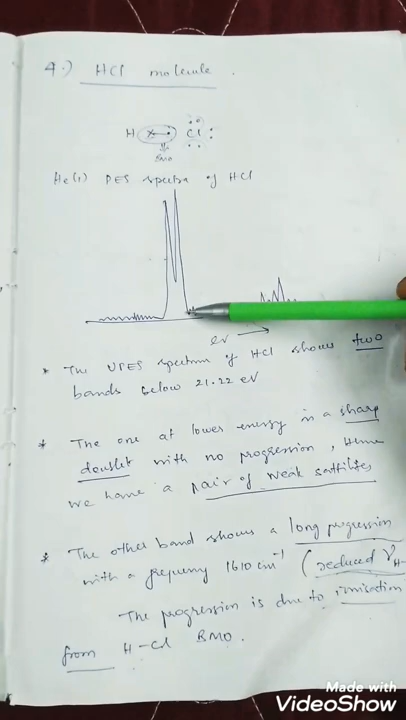 4.) HCl molecule.
H Cl
BMO
He(I) PES spectra of HCl
eV
* The UPES spectrum of HCl shows two
bands below 21.22 eV
* The one at lower energy is a sharp
doublet with no progression, Hence
we have a pair of weak sattilites
* The other band shows a long progression
with a frequency 1610 cm-1 (reduced νH-
The progression is due to ionisation
from H-Cl BMO.
Made with
VideoShow